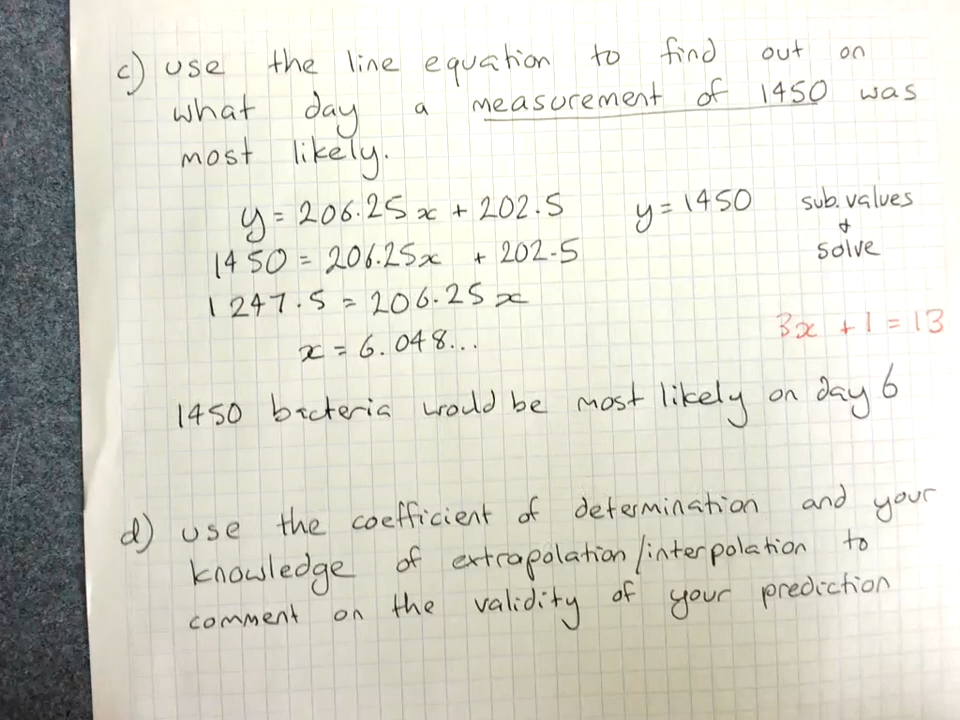 c) use the line equation to find out on
what day a measurement of 1450 was
most likely.
y = 206.25x + 202.5 y = 1450 sub. values
1450 = 206.25x + 202.5 & solve
1247.5 = 206.25x
3x + 1 = 13
x = 6.048...
1450 bacteria would be most likely on day 6
d) use the coefficient of determination and your
knowledge of extrapolation/interpolation to
comment on the validity of your prediction